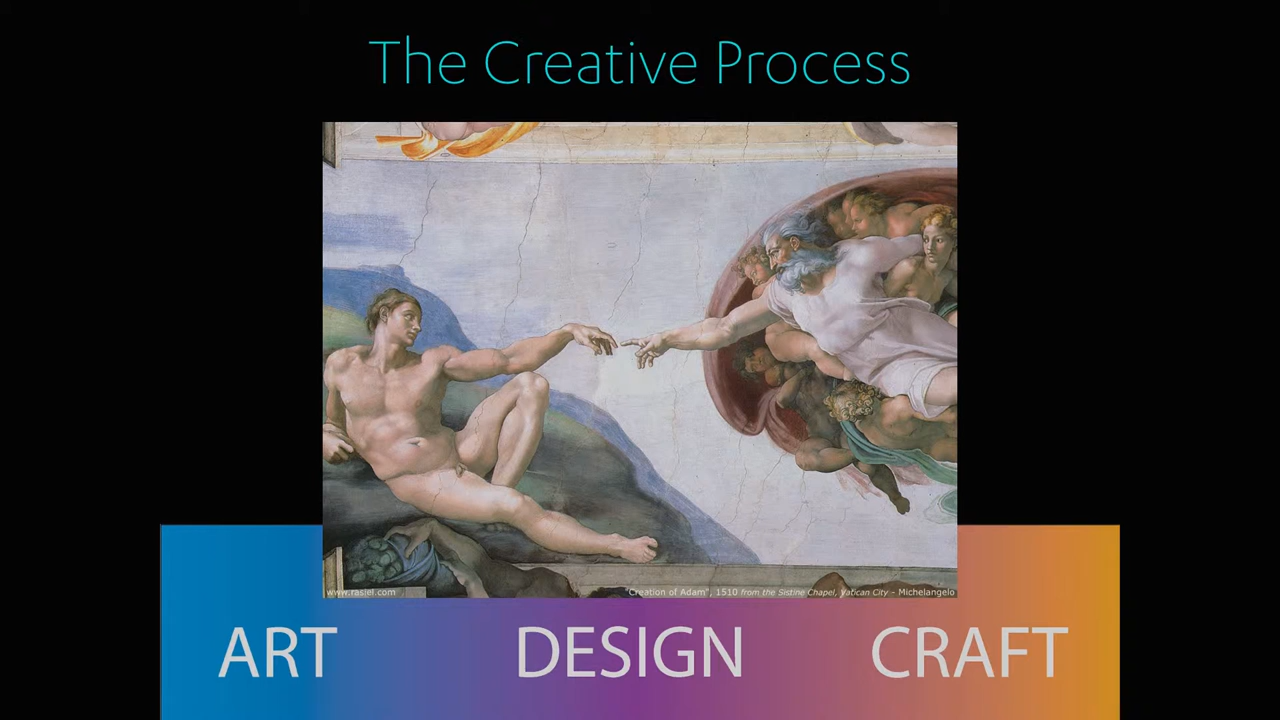 The Creative Process
www.rasiel.com
"Creation of Adam", 1510 from the Sistine Chapel, Vatican City - Michelangelo
ART DESIGN CRAFT